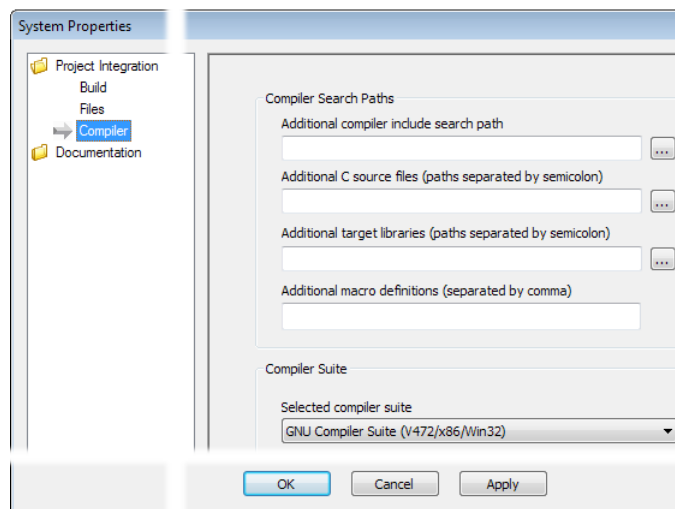 System Properties
Project Integration
Build
Files
Compiler
Documentation
Compiler Search Paths
Additional compiler include search path
...
Additional C source files (paths separated by semicolon)
...
Additional target libraries (paths separated by semicolon)
...
Additional macro definitions (separated by comma)
Compiler Suite
Selected compiler suite
GNU Compiler Suite (V472/x86/Win32)
OK Cancel Apply